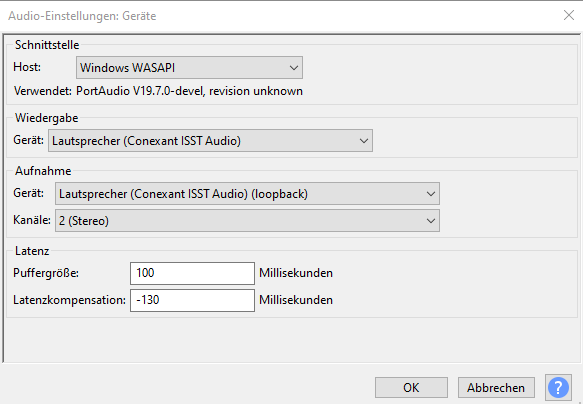 Audio-Einstellungen: Geräte
Schnittstelle
Host: Windows WASAPI
Verwendet: PortAudio V19.7.0-devel, revision unknown
Wiedergabe
Gerät: Lautsprecher (Conexant ISST Audio)
Aufnahme
Gerät: Lautsprecher (Conexant ISST Audio) (loopback)
Kanäle: 2 (Stereo)
Latenz
Puffergröße: 100 Millisekunden
Latenzkompensation: -130 Millisekunden
OK Abbrechen ?